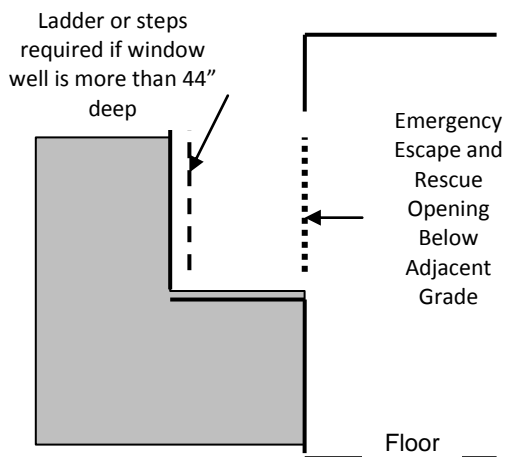 Ladder or steps
required if window
well is more than 44”
deep
Emergency
Escape and
Rescue
Opening
Below
Adjacent
Grade
Floor